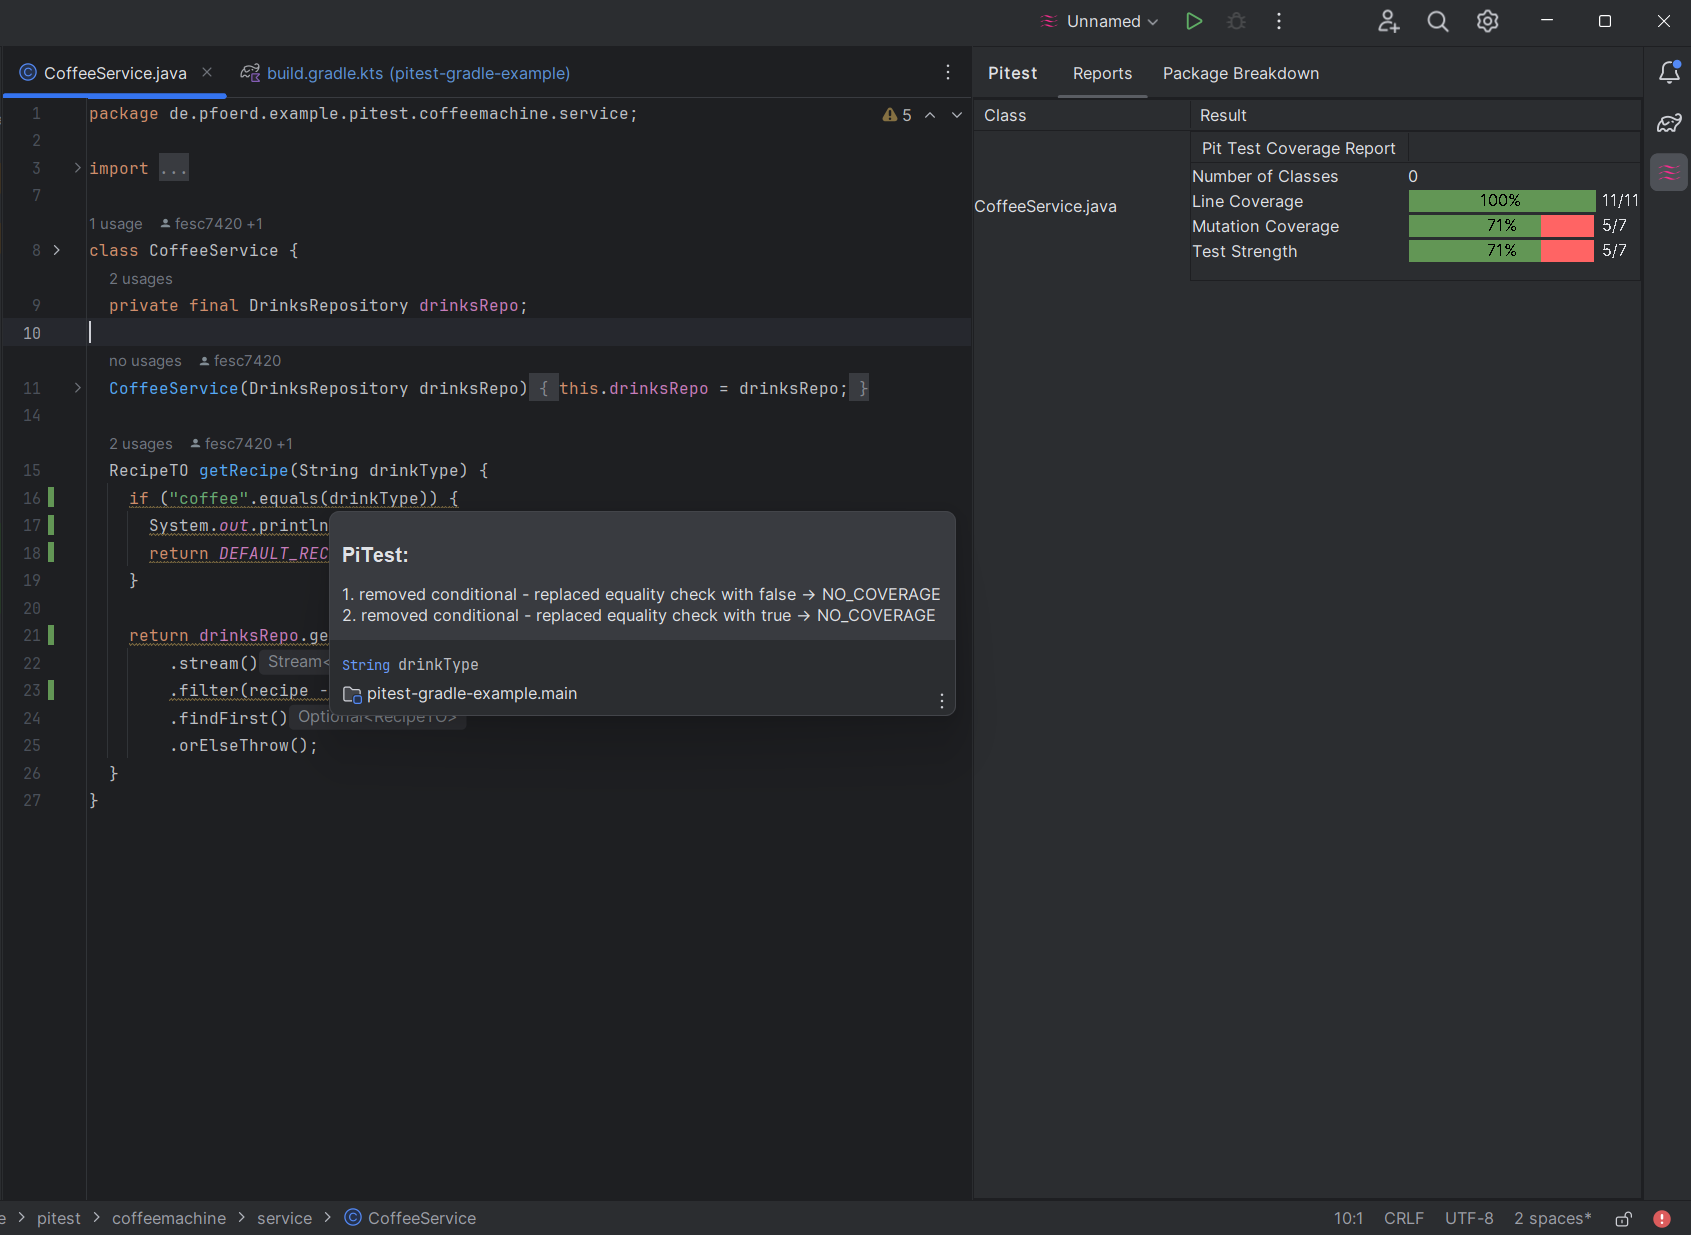 Unnamed
CoffeeService.java
build.gradle.kts (pitest-gradle-example)
Pitest Reports Package Breakdown
1 package de.pfoerd.example.pitest.coffeemachine.service;
5
2
3 import ...
7
1 usage fesc7420 +1
8 class CoffeeService {
2 usages
9 private final DrinksRepository drinksRepo;
10
no usages fesc7420
11 CoffeeService(DrinksRepository drinksRepo) { this.drinksRepo = drinksRepo; }
14
2 usages fesc7420 +1
15 RecipeTO getRecipe(String drinkType) {
16 if ("coffee".equals(drinkType)) {
17 System.out.println
18 return DEFAULT_REC
19 }
20
21 return drinksRepo.ge
22 .stream() Stream<
23 .filter(recipe -
24 .findFirst() Optional<RecipeTO>
25 .orElseThrow();
26 }
27 }
PiTest:
1. removed conditional - replaced equality check with false → NO_COVERAGE
2. removed conditional - replaced equality check with true → NO_COVERAGE
String drinkType
pitest-gradle-example.main
Class Result
Pit Test Coverage Report
CoffeeService.java
Number of Classes 0
Line Coverage 100% 11/11
Mutation Coverage 71% 5/7
Test Strength 71% 5/7
e > pitest > coffeemachine > service > CoffeeService
10:1 CRLF UTF-8 2 spaces*